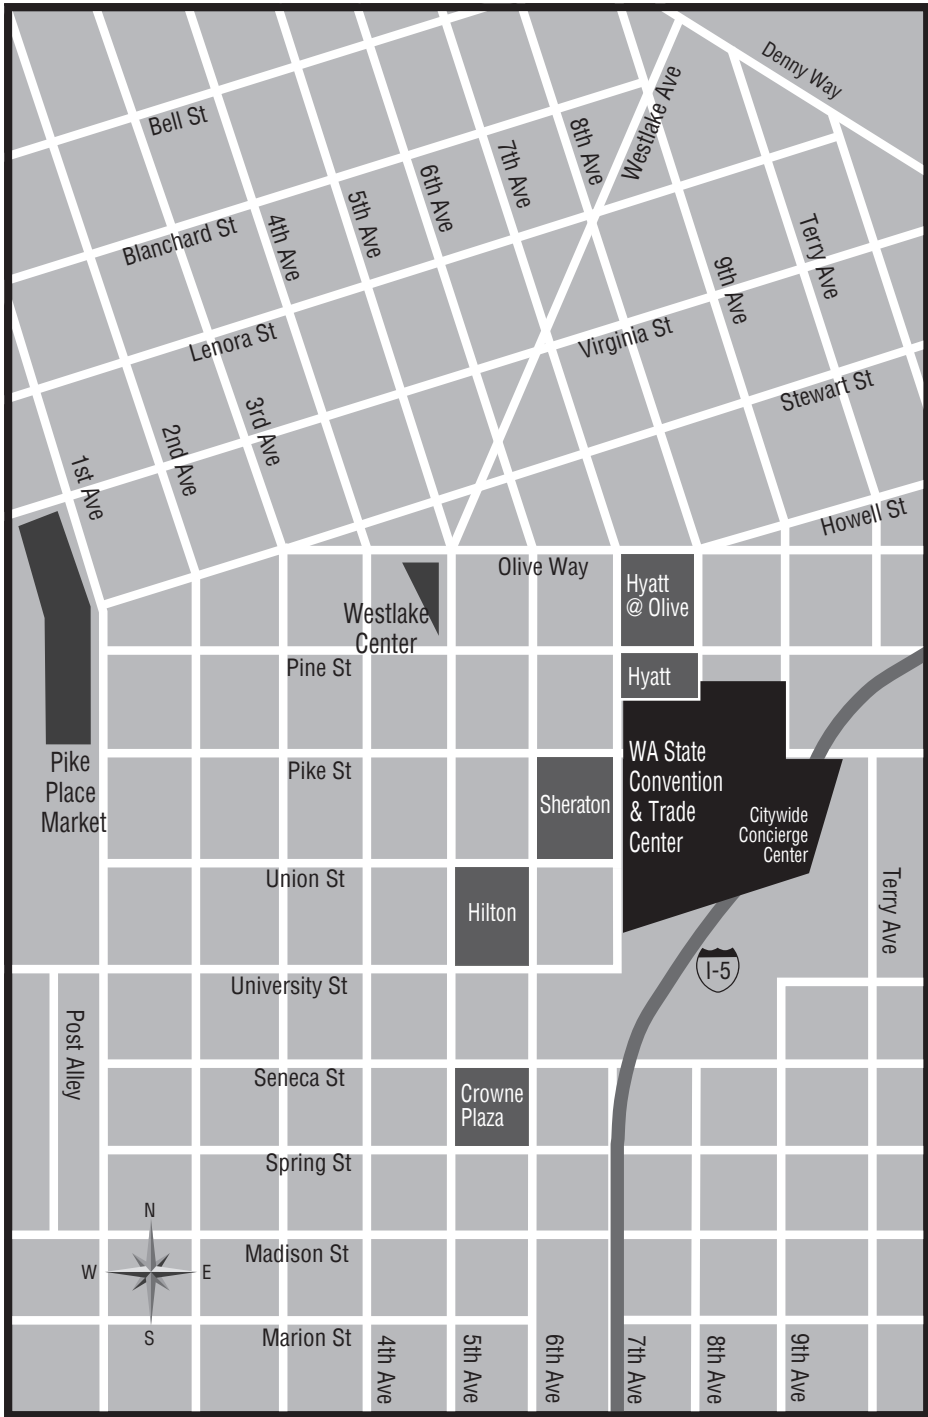 Denny Way
Bell St
Westlake Ave
8th Ave
7th Ave
6th Ave
5th Ave
4th Ave
Blanchard St
Terry Ave
9th Ave
Lenora St
Virginia St
Stewart St
3rd Ave
2nd Ave
1st Ave
Howell St
Olive Way
Hyatt
@ Olive
Westlake
Center
Pine St
Hyatt
Pike
Place
Market
Pike St
WA State
Convention
& Trade
Center
Sheraton
Citywide
Concierge
Center
Union St
Hilton
Terry Ave
I-5
University St
Post Alley
Seneca St
Crowne
Plaza
Spring St
N
W
E
S
Madison St
Marion St
4th Ave
5th Ave
6th Ave
7th Ave
8th Ave
9th Ave